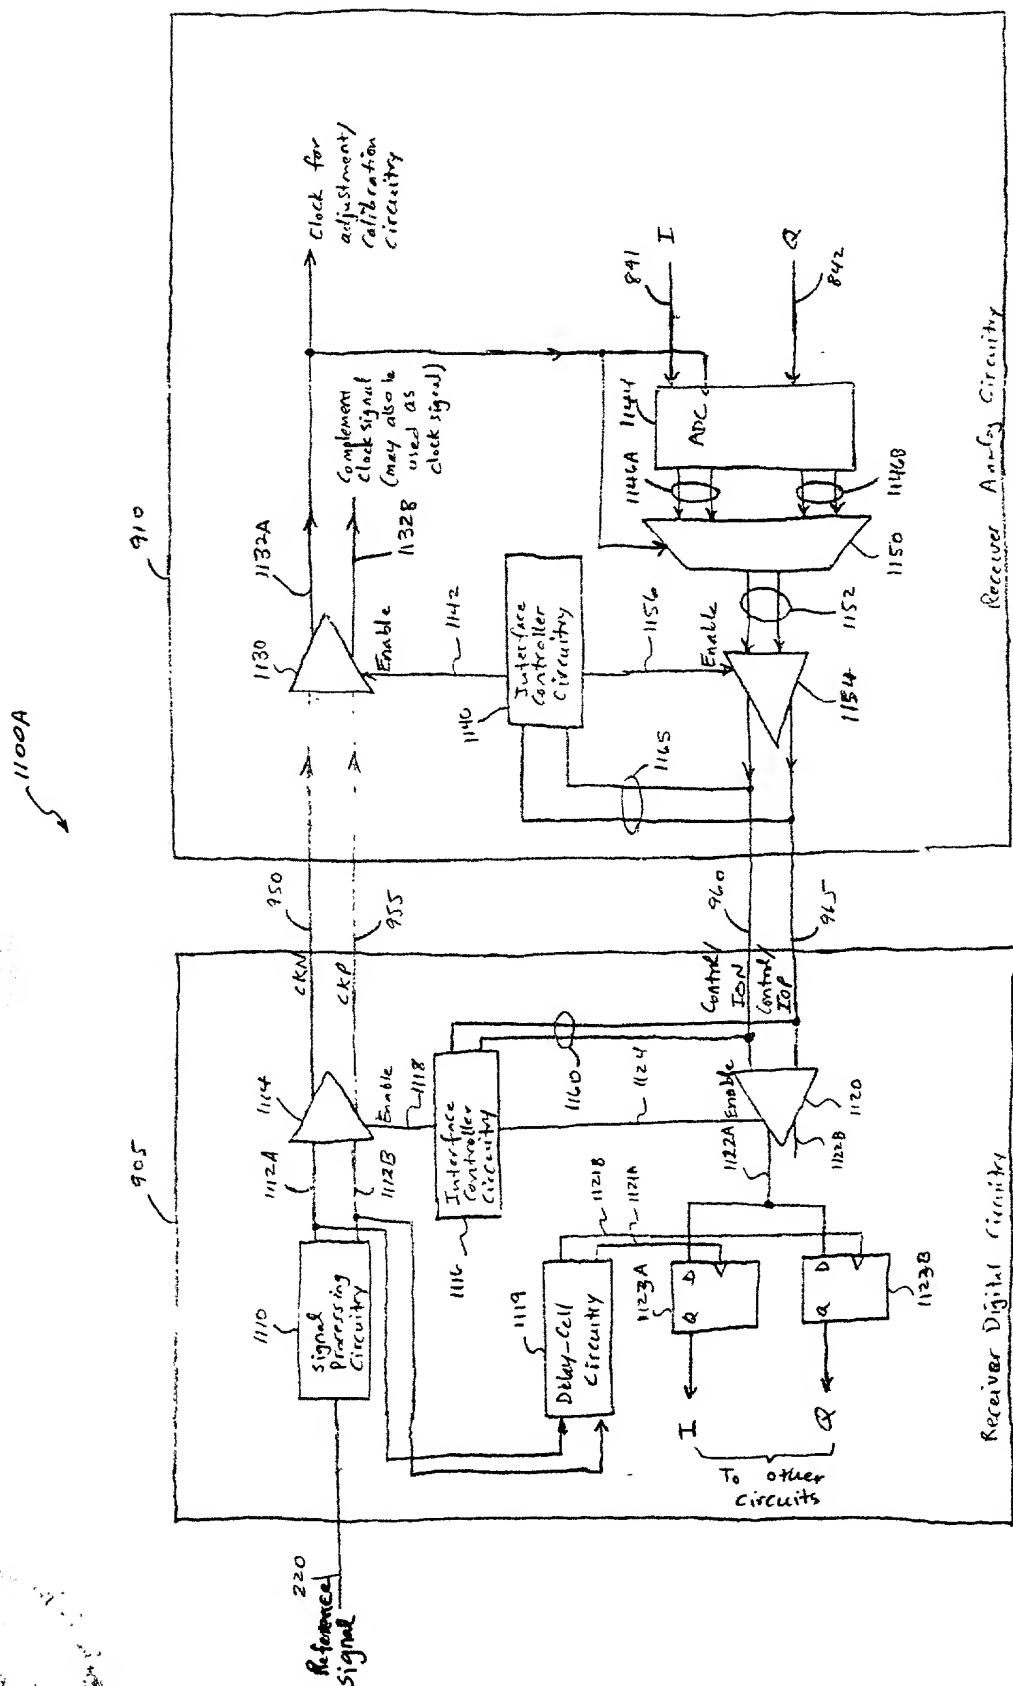 1100A
910
1132A
Clock for
adjustment/
calibration
circuitry
1130
Complement
clock signal
(may also be
used as
clock signal)
1132B
Enable
1142
1140
Interface
Controller
Circuitry
1156
Enable
841
I
Q
842
1144
ADC
1146A
1146B
1150
1152
1154
1165
Receiver Analog Circuitry
950
955
960
965
905
CKN
CKP
Control/
ION
Control/
IOP
1114
1112A
1112B
Enable
1118
1116
Interface
Controller
Circuitry
1160
1124
Enable
1120
1122A
1122B
1110
Signal
Processing
Circuitry
1119
Delay-Cell
Circuitry
1121B
1121A
1123A
D
Q
D
Q
1123B
I
Q
To other
circuits
Receiver Digital Circuitry
220
Reference
Signal